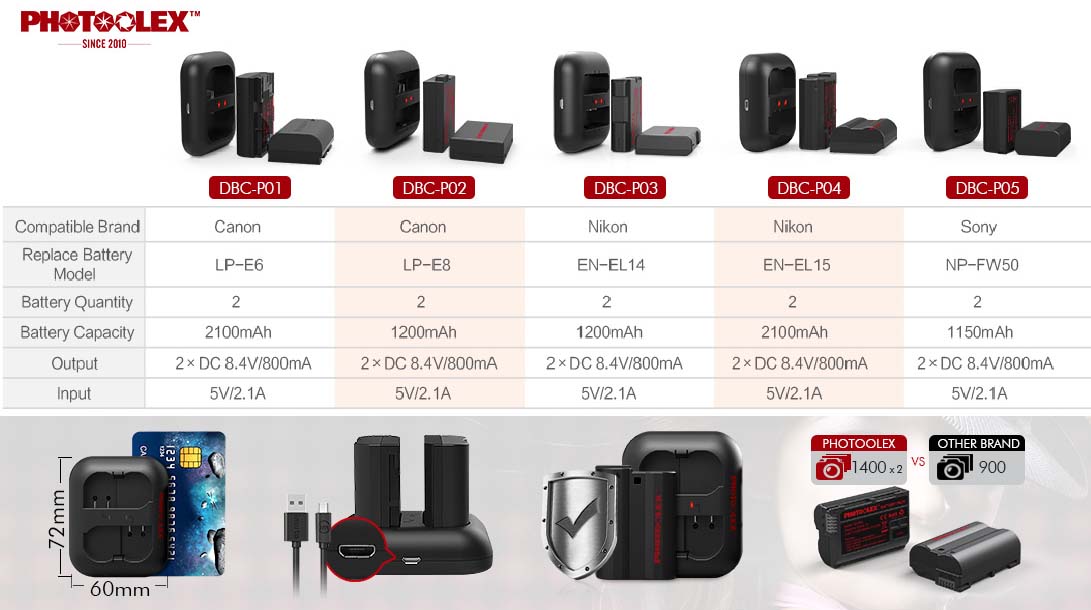 PHOTOOLEX™
SINCE 2010
DBC-P01 DBC-P02 DBC-P03 DBC-P04 DBC-P05
Compatible Brand Canon Canon Nikon Nikon Sony
Replace Battery Model LP-E6 LP-E8 EN-EL14 EN-EL15 NP-FW50
Battery Quantity 2 2 2 2 2
Battery Capacity 2100mAh 1200mAh 1200mAh 2100mAh 1150mAh
Output 2×DC 8.4V/800mA 2×DC 8.4V/800mA 2×DC 8.4V/800mA 2×DC 8.4V/800mA 2×DC 8.4V/800mA
Input 5V/2.1A 5V/2.1A 5V/2.1A 5V/2.1A 5V/2.1A
72mm
60mm
PHOTOOLEX
PHOTOOLEX
PHOTOOLEX
PHOTOOLEX VS OTHER BRAND
1400 x 2 900
PHOTOOLEX